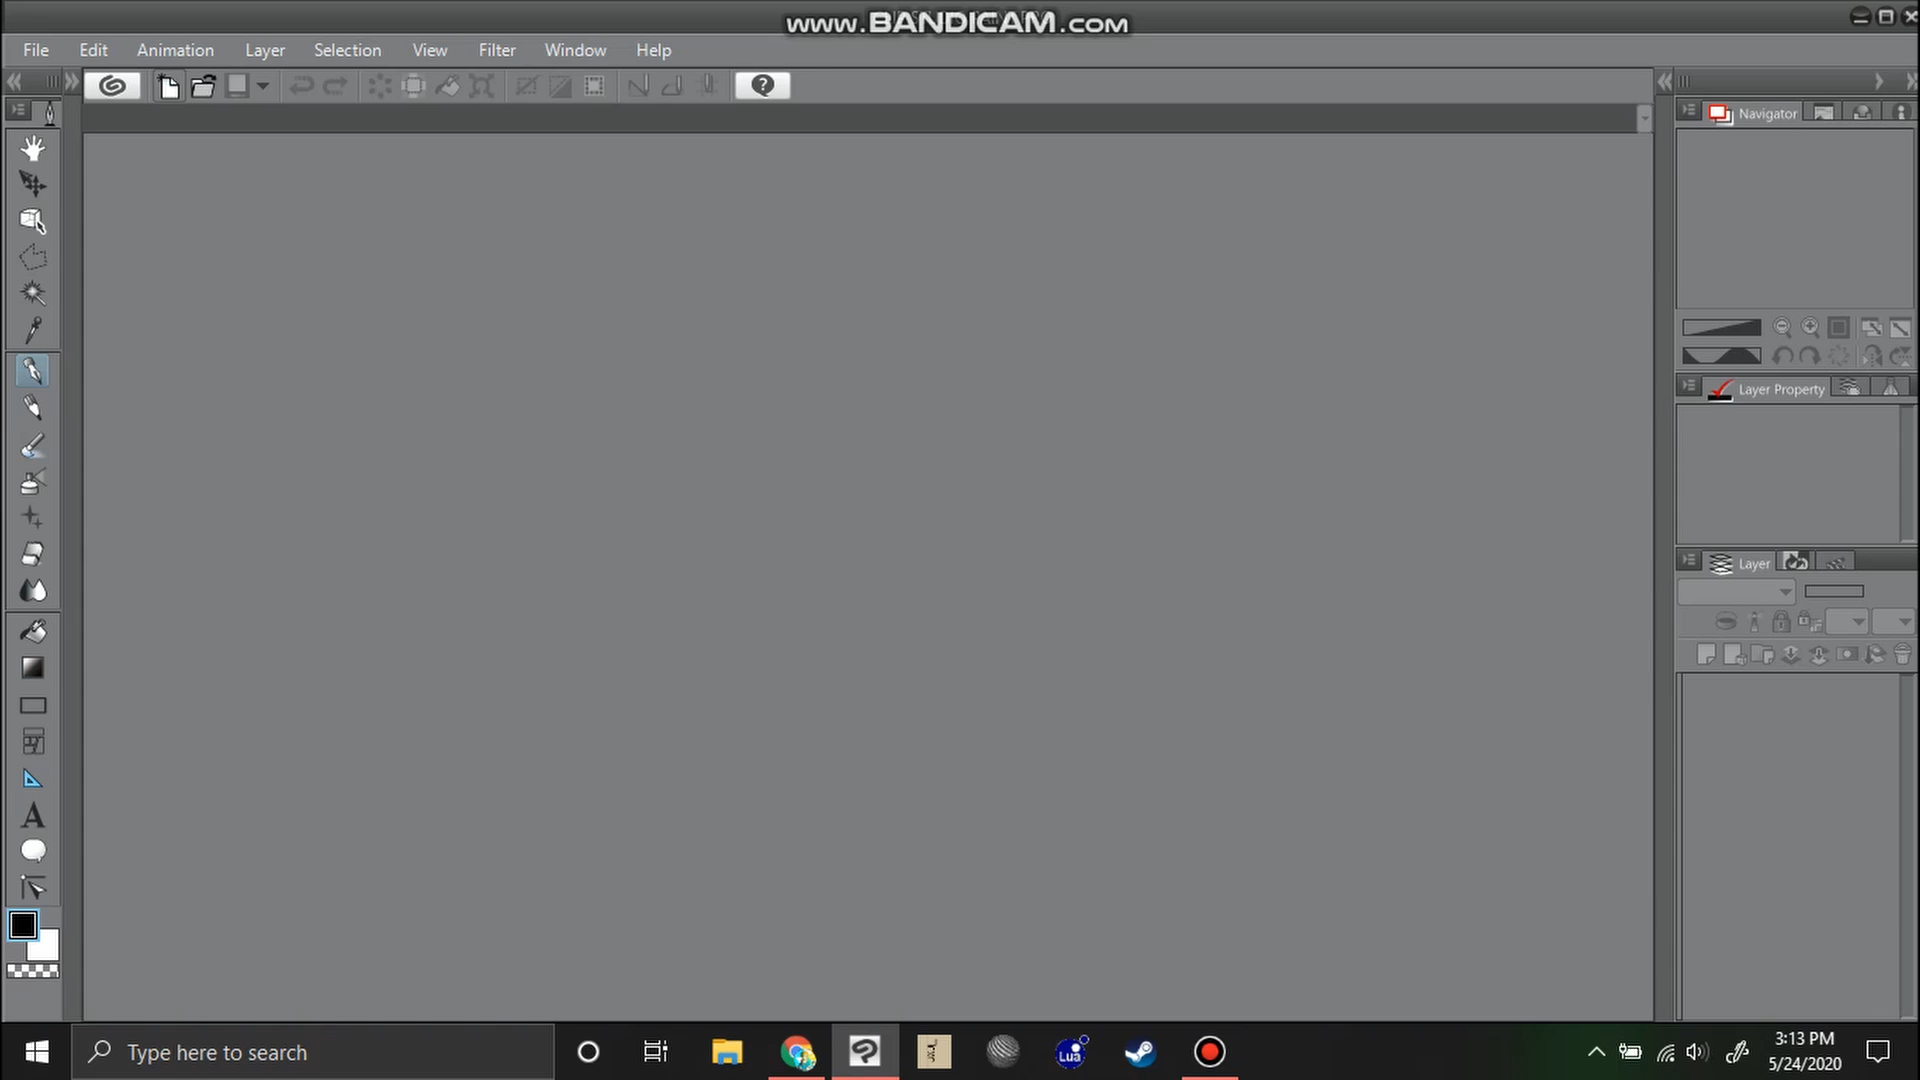 www.BANDICAM.com
File Edit Animation Layer Selection View Filter Window Help
Navigator
Layer Property
Layer
A
Lua
Type here to search
3:13 PM
5/24/2020